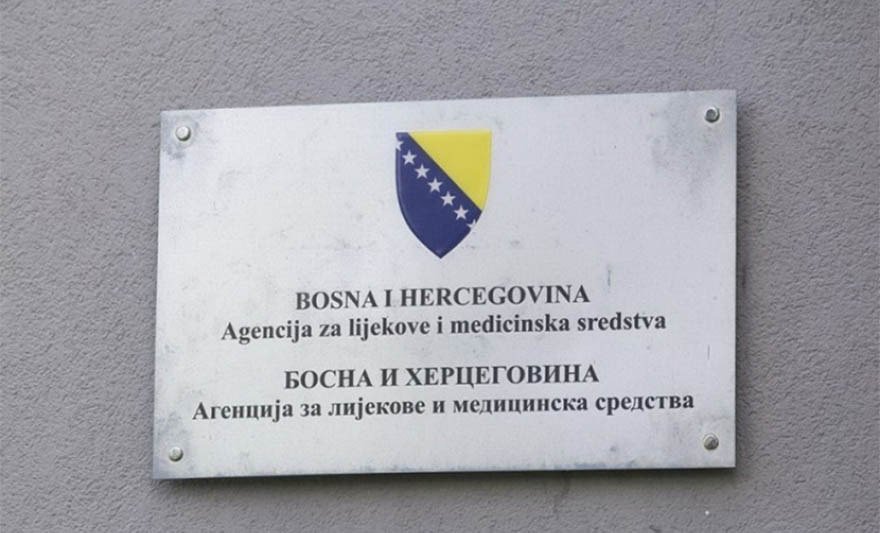 BOSNA I HERCEGOVINA
Agencija za lijekove i medicinska sredstva
БОСНА И ХЕРЦЕГОВИНА
Агенција за лијекове и медицинска средства